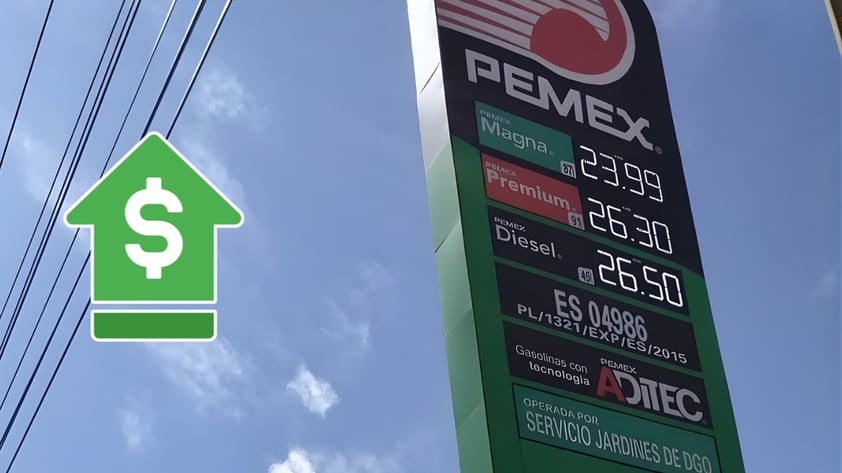 $
PEMEX®
PEMEX
Magna® 87 23.99
PEMEX
Premium® 91 26.30
PEMEX
Diesel® 45 26.50
ES 04986
PL/1321/EXP/ES/2015
Gasolinas con
tecnología
PEMEX
ADITEC
OPERADA POR:
SERVICIO JARDINES DE DGO